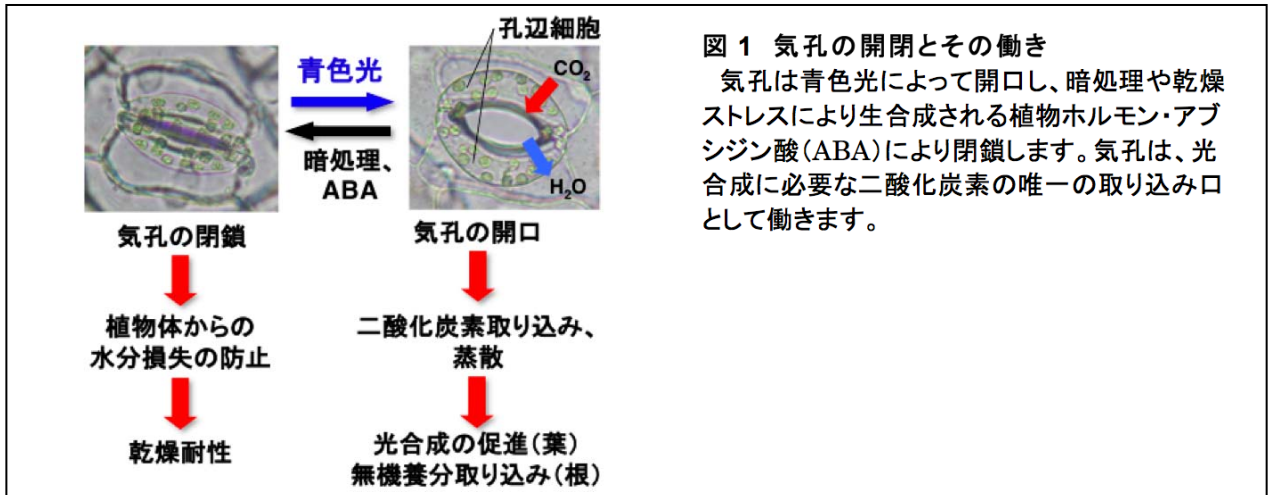 孔辺細胞
青色光
CO₂
暗処理、
ABA
H₂O
気孔の閉鎖
気孔の開口
植物体からの
水分損失の防止
二酸化炭素取り込み、
蒸散
乾燥耐性
光合成の促進(葉)
無機養分取り込み(根)
図 1 気孔の開閉とその働き
気孔は青色光によって開口し、暗処理や乾燥
ストレスにより生合成される植物ホルモン・アブ
シジン酸(ABA)により閉鎖します。気孔は、光
合成に必要な二酸化炭素の唯一の取り込み口
として働きます。